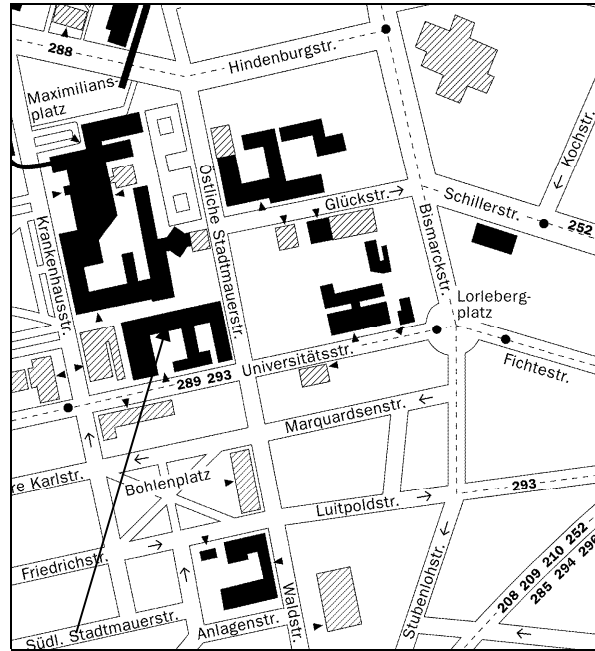 288
Hindenburgstr.
Maximilians-
platz
Kochstr.
Östliche Stadtmauerstr.
Glückstr.
Schillerstr.
252
Krankenhausstr.
Bismarckstr.
Lorleberg-
platz
Universitätsstr.
289 293
Fichtestr.
Marquardsenstr.
re Karlstr.
Bohlenplatz
293
Luitpoldstr.
Friedrichstr.
208 209 210 252
285 294 296
Stubenlohstr.
Waldstr.
Südl. Stadtmauerstr.
Anlagenstr.